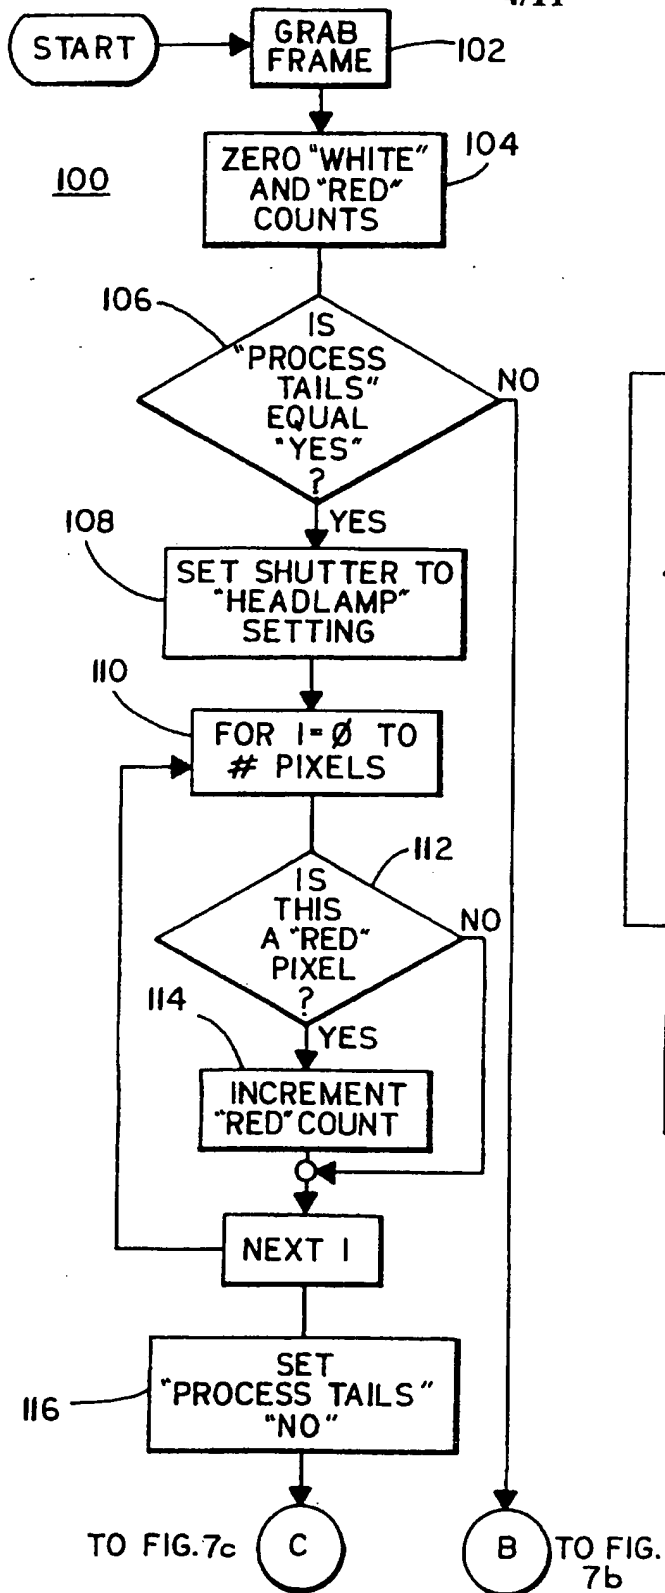 START
GRAB
FRAME
102
100
ZERO "WHITE"
AND "RED"
COUNTS
104
106
IS
"PROCESS
TAILS"
EQUAL
"YES"
?
NO
YES
108
SET SHUTTER TO
"HEADLAMP"
SETTING
110
FOR I=Ø TO
# PIXELS
112
IS
THIS
A "RED"
PIXEL
?
NO
114
YES
INCREMENT
"RED" COUNT
NEXT I
116
SET
"PROCESS TAILS"
"NO"
TO FIG.7c
C
B
TO FIG.
7b